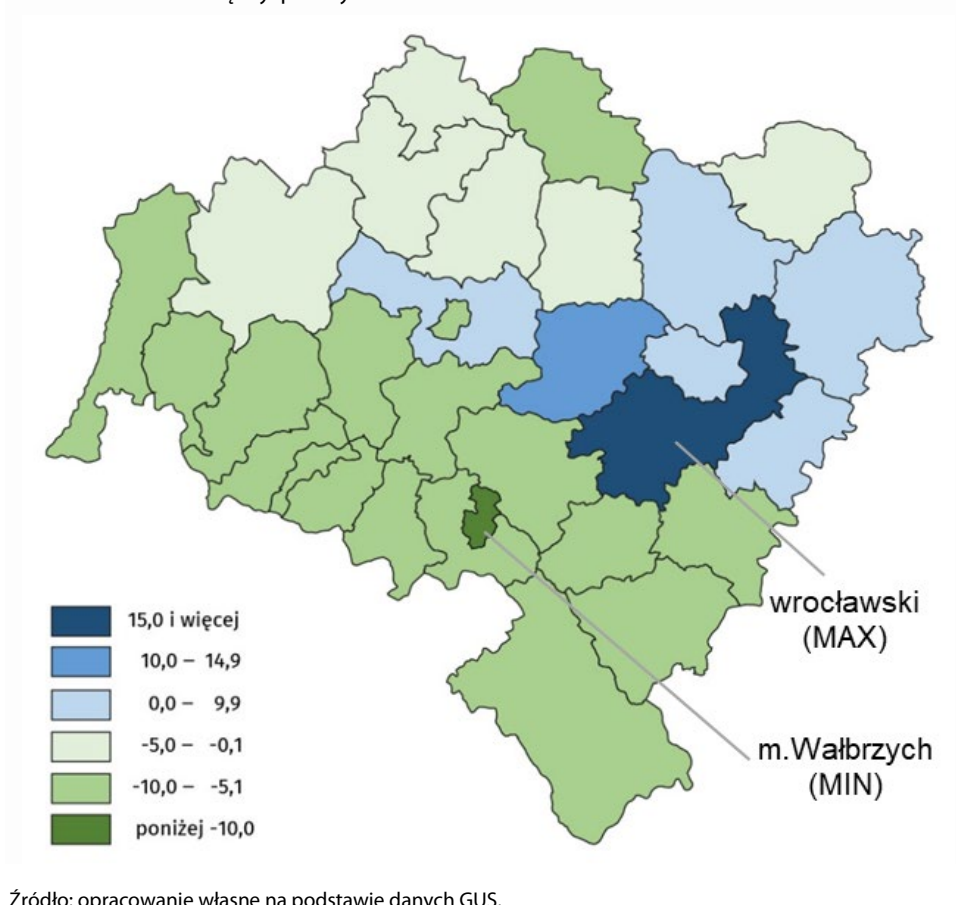 15,0 i więcej
10,0 – 14,9
0,0 – 9,9
-5,0 – -0,1
-10,0 – -5,1
poniżej -10,0
wrocławski
(MAX)
m.Wałbrzych
(MIN)
Źródło: opracowanie własne na podstawie danych GUS.